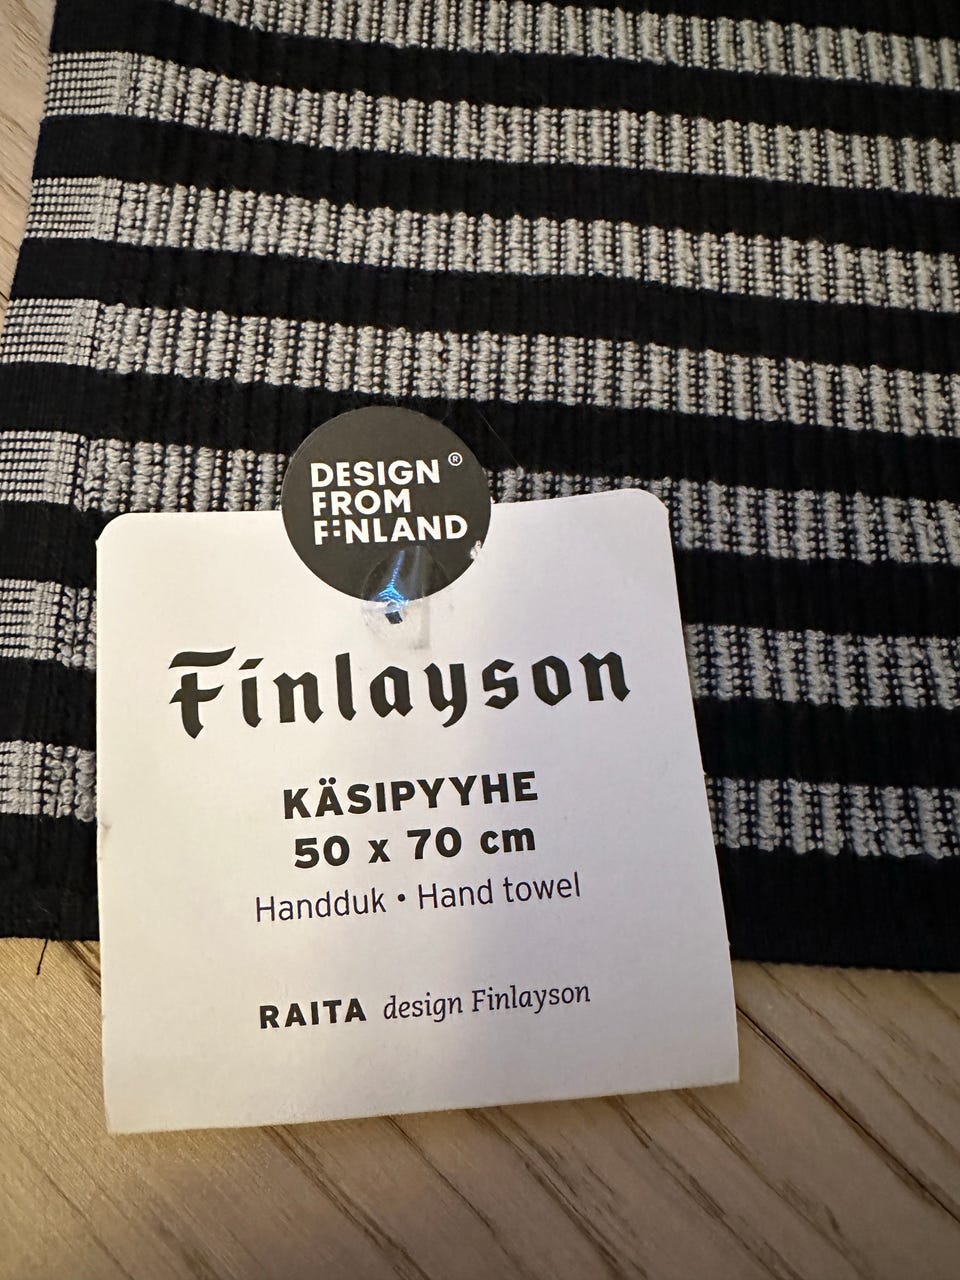 DESIGN ®
FROM
FINLAND
Finlayson
KÄSIPYYHE
50 x 70 cm
Handduk • Hand towel
RAITA design Finlayson